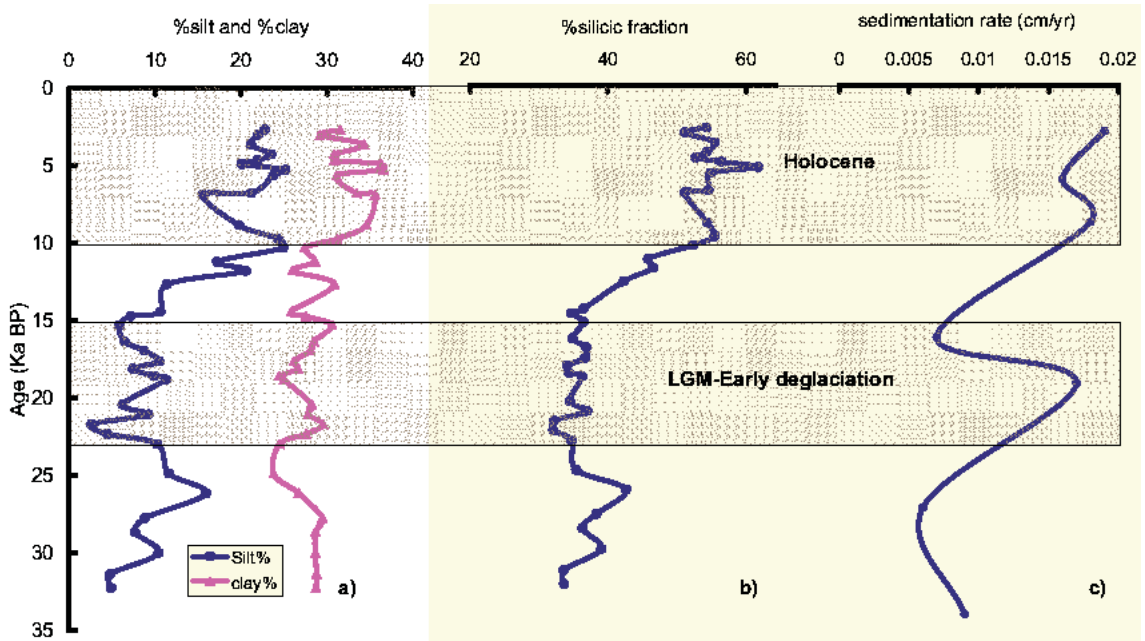 %silt and %clay
%silicic fraction
sedimentation rate (cm/yr)
0 10 20 30 40
20 40 60
0 0.005 0.01 0.015 0.02
Age (Ka BP)
0
5
10
15
20
25
30
35
Holocene
LGM-Early deglaciation
Silt%
clay%
a)
b)
c)